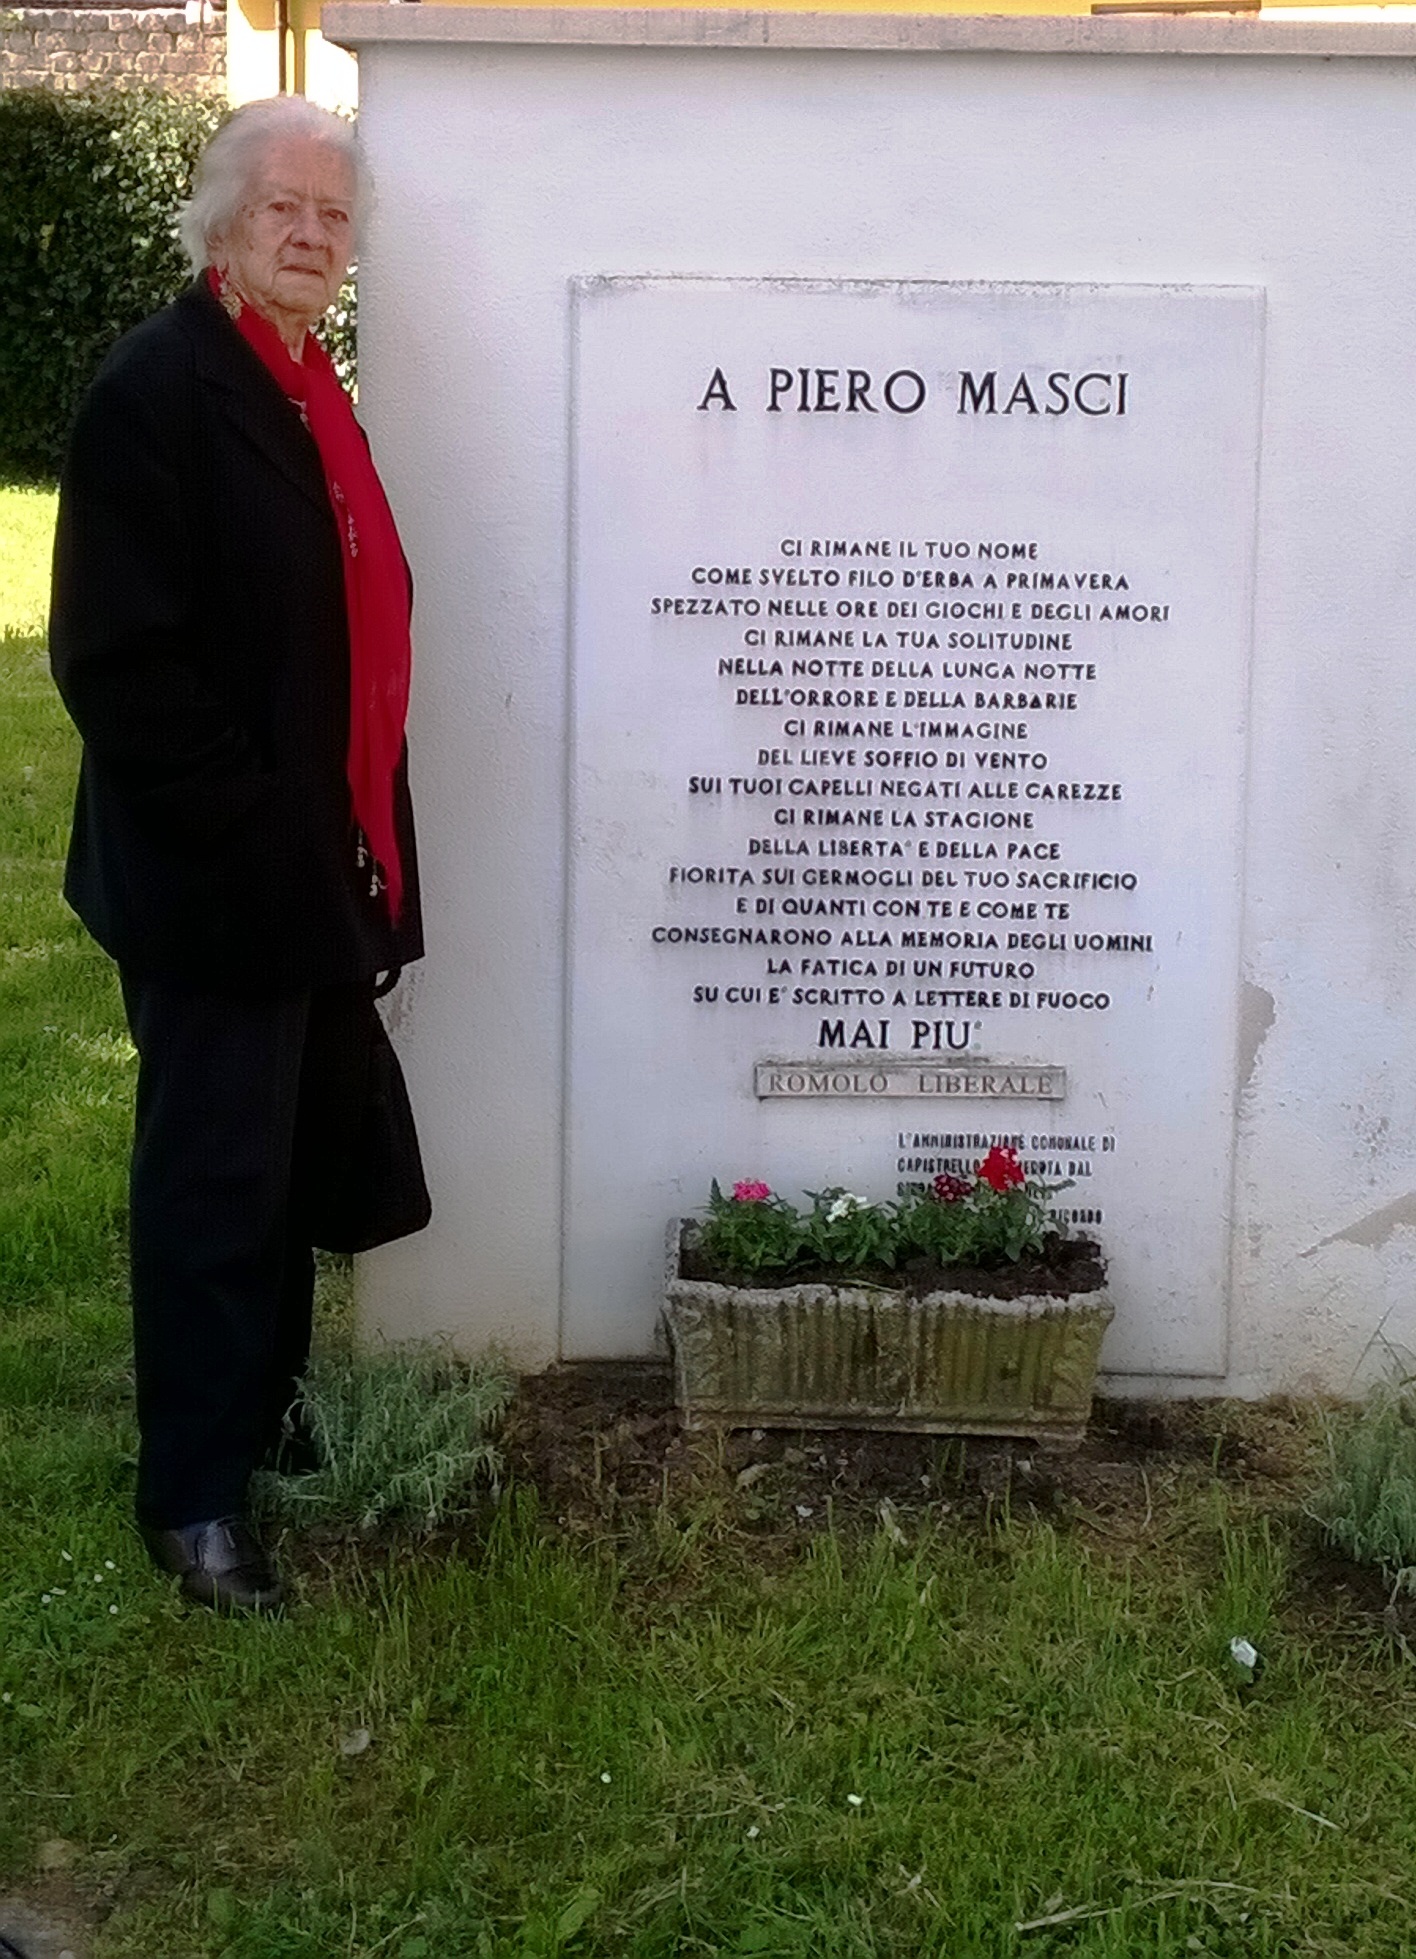 A PIERO MASCI
CI RIMANE IL TUO NOME
COME SVELTO FILO D'ERBA A PRIMAVERA
SPEZZATO NELLE ORE DEI GIOCHI E DEGLI AMORI
CI RIMANE LA TUA SOLITUDINE
NELLA NOTTE DELLA LUNGA NOTTE
DELL'ORRORE E DELLA BARBARIE
CI RIMANE L'IMMAGINE
DEL LIEVE SOFFIO DI VENTO
SUI TUOI CAPELLI NEGATI ALLE CAREZZE
CI RIMANE LA STAGIONE
DELLA LIBERTA' E DELLA PACE
FIORITA SUI GERMOGLI DEL TUO SACRIFICIO
E DI QUANTI CON TE E COME TE
CONSEGNARONO ALLA MEMORIA DEGLI UOMINI
LA FATICA DI UN FUTURO
SU CUI E' SCRITTO A LETTERE DI FUOCO
MAI PIU'
ROMOLO LIBERALE
L'AMMINISTRAZIONE COMUNALE DI
CAPISTRELLO DAL
RICORDO